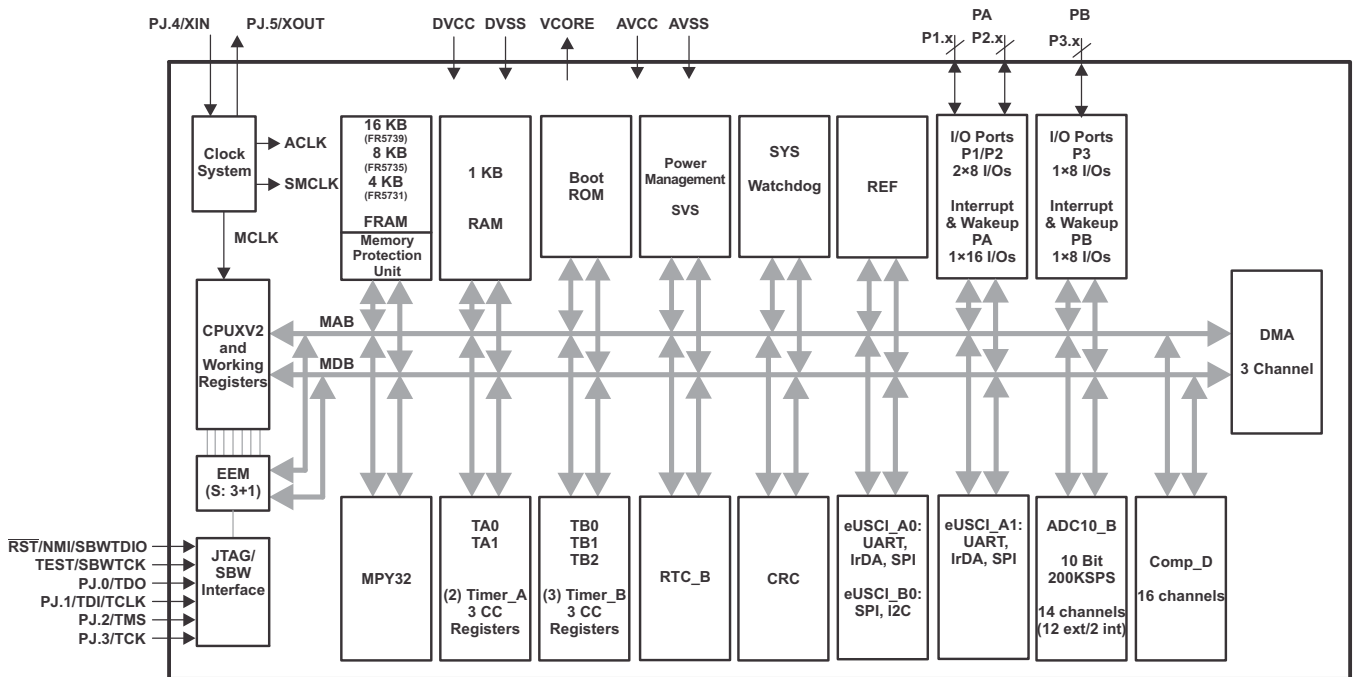 PJ.4/XIN
PJ.5/XOUT
DVCC
DVSS
VCORE
AVCC
AVSS
PA
P1.x
P2.x
PB
P3.x
Clock
System
ACLK
SMCLK
MCLK
16 KB
(FR5739)
8 KB
(FR5735)
4 KB
(FR5731)
FRAM
Memory
Protection
Unit
1 KB
RAM
Boot
ROM
Power
Management
SVS
SYS
Watchdog
REF
I/O Ports
P1/P2
2×8 I/Os
Interrupt
& Wakeup
PA
1×16 I/Os
I/O Ports
P3
1×8 I/Os
Interrupt
& Wakeup
PB
1×8 I/Os
CPUXV2
and
Working
Registers
MAB
MDB
DMA
3 Channel
EEM
(S: 3+1)
RST/NMI/SBWTDIO
TEST/SBWTCK
PJ.0/TDO
PJ.1/TDI/TCLK
PJ.2/TMS
PJ.3/TCK
JTAG/
SBW
Interface
MPY32
TA0
TA1
(2) Timer_A
3 CC
Registers
TB0
TB1
TB2
(3) Timer_B
3 CC
Registers
RTC_B
CRC
eUSCI_A0:
UART,
IrDA, SPI
eUSCI_B0:
SPI, I2C
eUSCI_A1:
UART,
IrDA, SPI
ADC10_B
10 Bit
200KSPS
14 channels
(12 ext/2 int)
Comp_D
16 channels